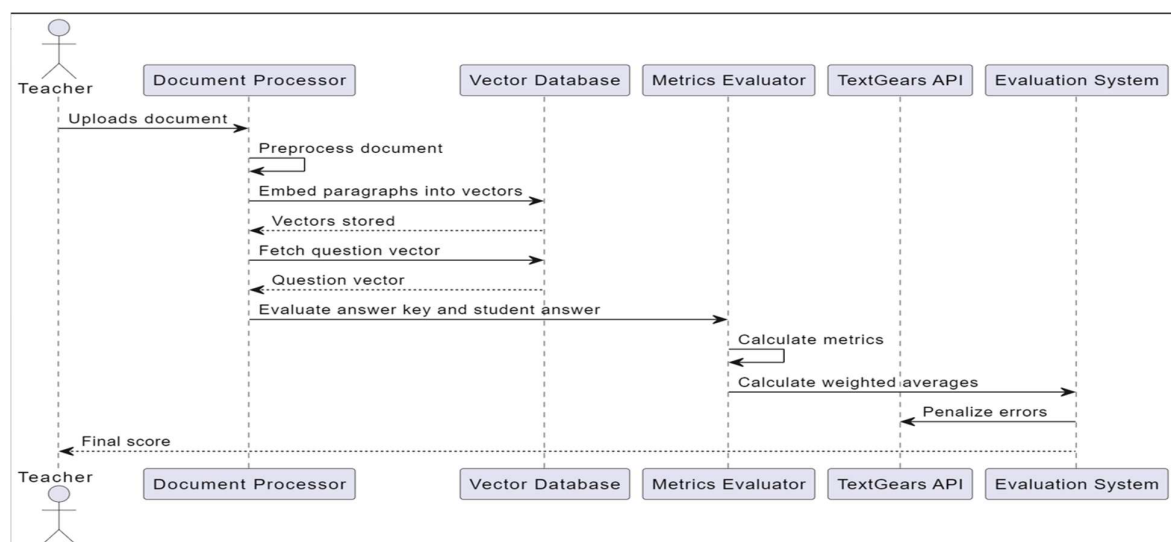 Teacher
Document Processor
Vector Database
Metrics Evaluator
TextGears API
Evaluation System
Uploads document
Preprocess document
Embed paragraphs into vectors
Vectors stored
Fetch question vector
Question vector
Evaluate answer key and student answer
Calculate metrics
Calculate weighted averages
Penalize errors
Final score
Teacher
Document Processor
Vector Database
Metrics Evaluator
TextGears API
Evaluation System